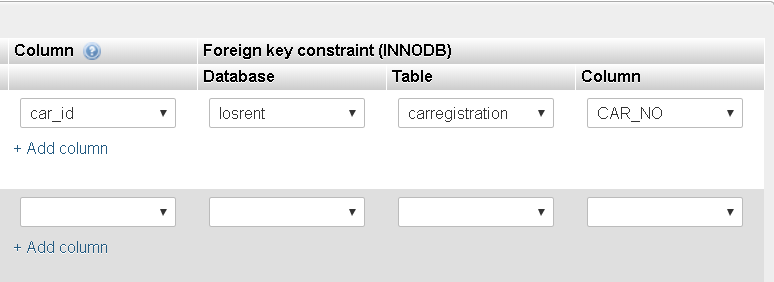 Column Foreign key constraint (INNODB)
Database Table Column
car_id losrent carregistration CAR_NO
+ Add column
+ Add column